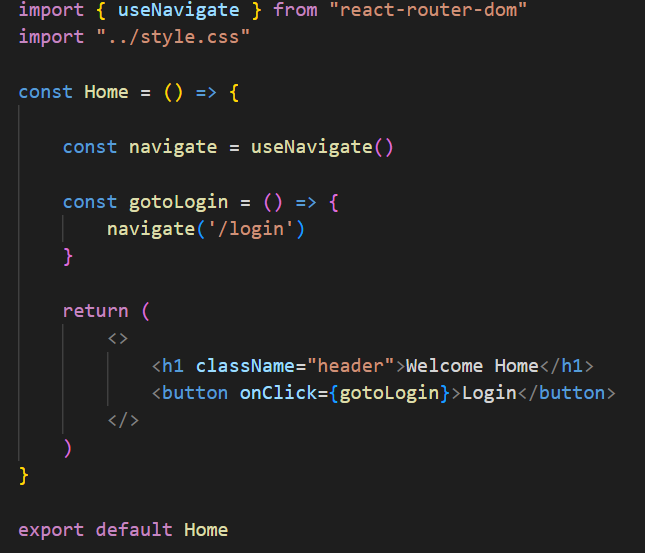 import { useNavigate } from "react-router-dom"
import "../style.css"
const Home = () => {
const navigate = useNavigate()
const gotoLogin = () => {
navigate('/login')
}
return (
<>
<h1 className="header">Welcome Home</h1>
<button onClick={gotoLogin}>Login</button>
</>
)
}
export default Home